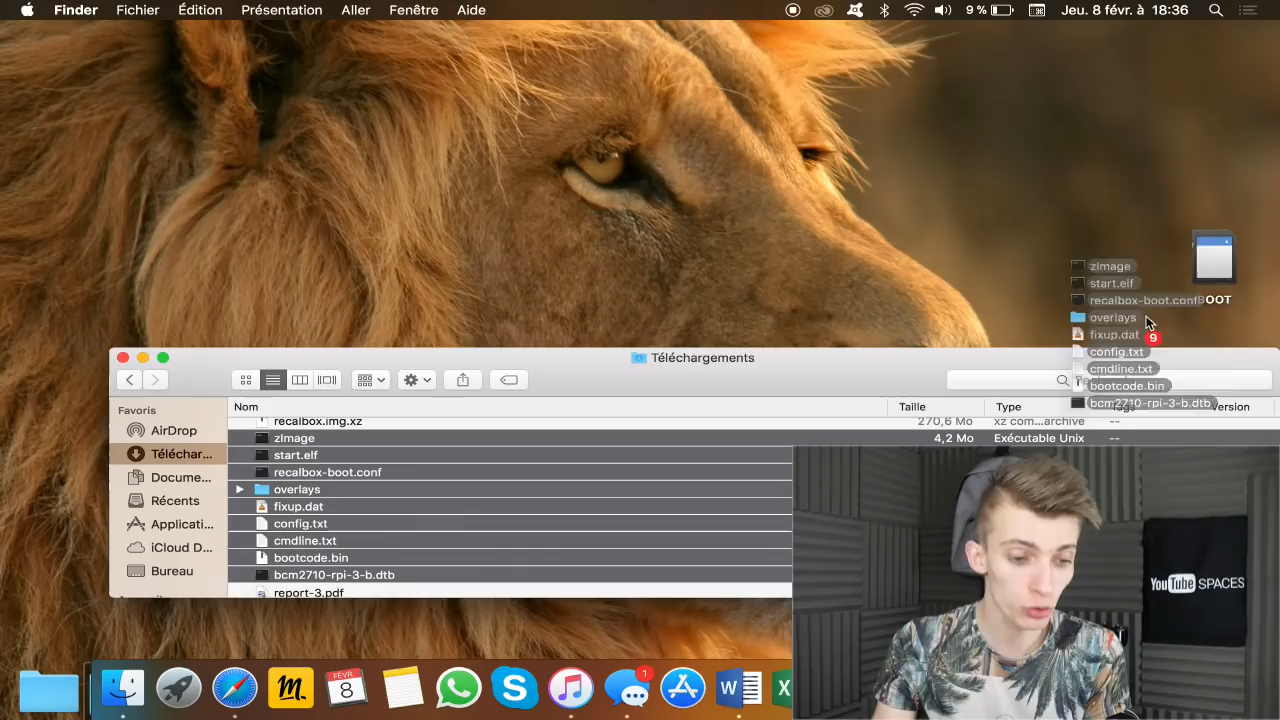 Finder Fichier Édition Présentation Aller Fenêtre Aide 9 % Jeu. 8 févr. à 18:36
zImage
start.elf
recalbox-boot.conf BOOT
overlays
fixup.dat 9
config.txt
cmdline.txt
bootcode.bin
bcm2710-rpi-3-b.dtb
Téléchargements
Nom Taille Type Tags Version
Favoris
AirDrop
Téléchar...
Docume...
Récents
Applicati...
iCloud D...
Bureau
recalbox.img.xz 270,6 Mo xz com...archive --
zImage 4,2 Mo Exécutable Unix --
start.elf
recalbox-boot.conf
overlays
fixup.dat
config.txt
cmdline.txt
bootcode.bin
bcm2710-rpi-3-b.dtb
report-3.pdf
YouTube SPACES
FÉVR.
8
1